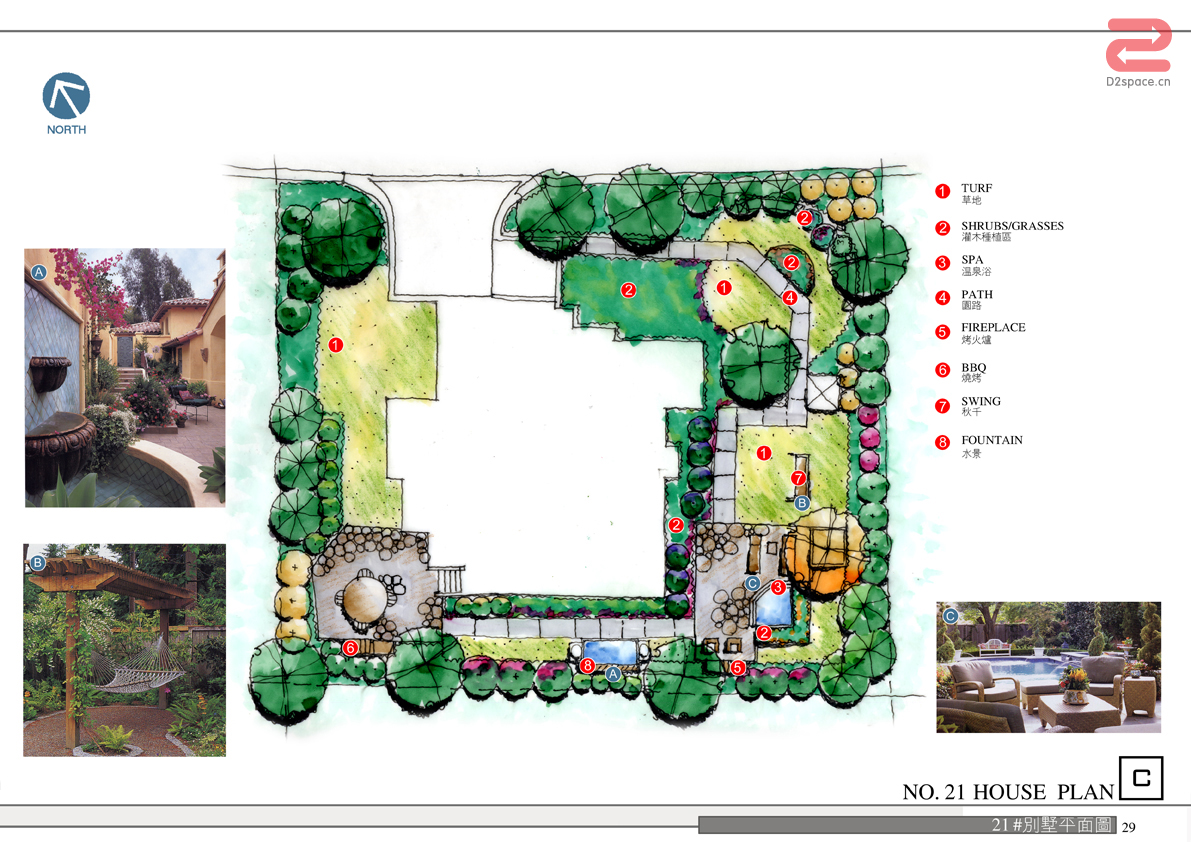 D2space.cn
NORTH
1 TURF
草地
2 SHRUBS/GRASSES
灌木種植區
3 SPA
溫泉浴
4 PATH
園路
5 FIREPLACE
烤火爐
6 BBQ
燒烤
7 SWING
秋千
8 FOUNTAIN
水景
A
B
C
2
2
2
1
4
1
1
7
B
2
C
3
2
6
8
A
5
NO. 21 HOUSE PLAN C
21#別墅平面圖 29